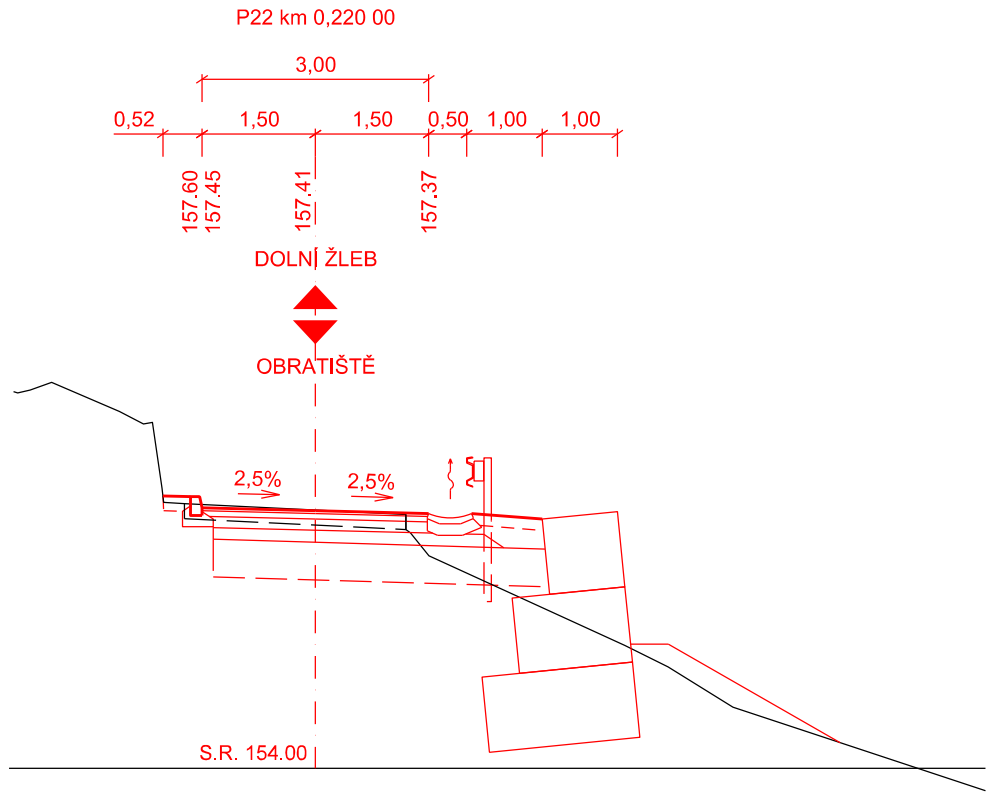 P22 km 0,220 00
3,00
0,52 1,50 1,50 0,50 1,00 1,00
157.60 157.45 157.41 157.37
DOLNÍ ŽLEB
OBRATIŠTĚ
2,5% 2,5%
S.R. 154.00